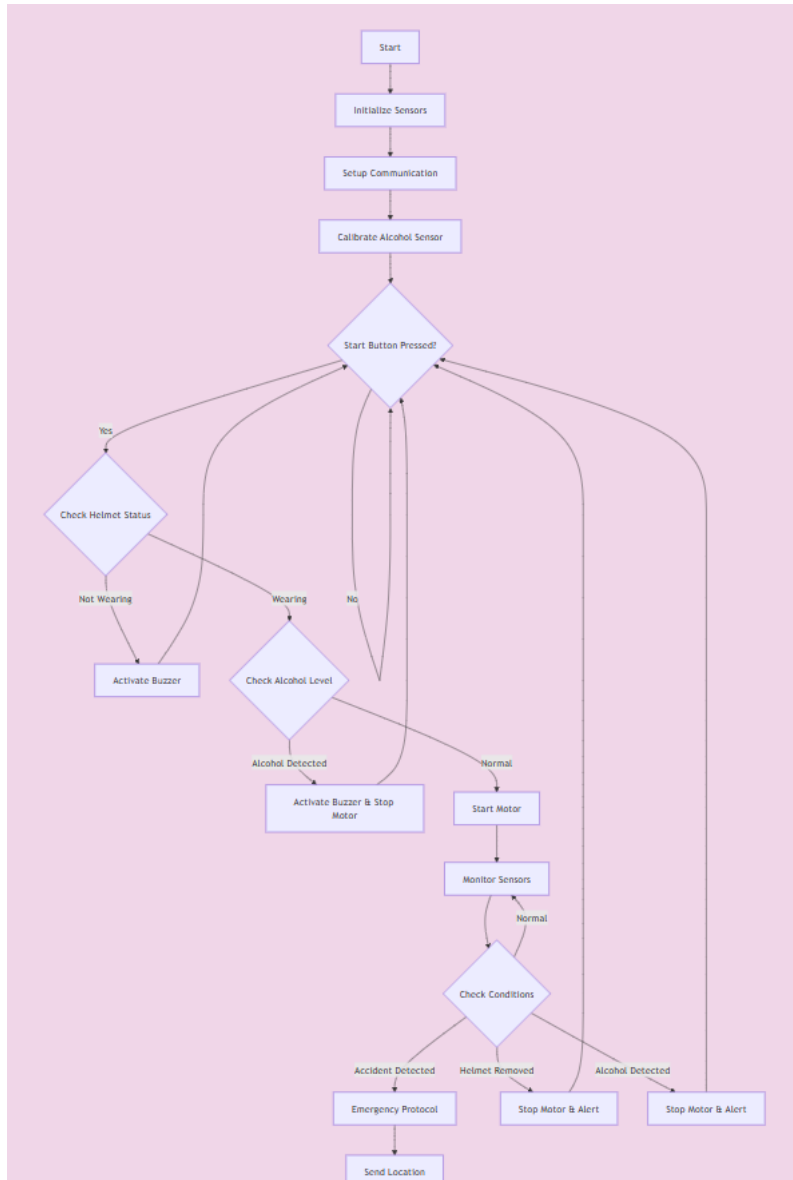 Start
Initialize Sensors
Setup Communication
Calibrate Alcohol Sensor
Start Button Pressed?
Yes
Check Helmet Status
Not Wearing
Wearing
No
Activate Buzzer
Check Alcohol Level
Alcohol Detected
Normal
Activate Buzzer & Stop
Motor
Start Motor
Monitor Sensors
Normal
Check Conditions
Accident Detected
Helmet Removed
Alcohol Detected
Emergency Protocol
Stop Motor & Alert
Stop Motor & Alert
Send Location